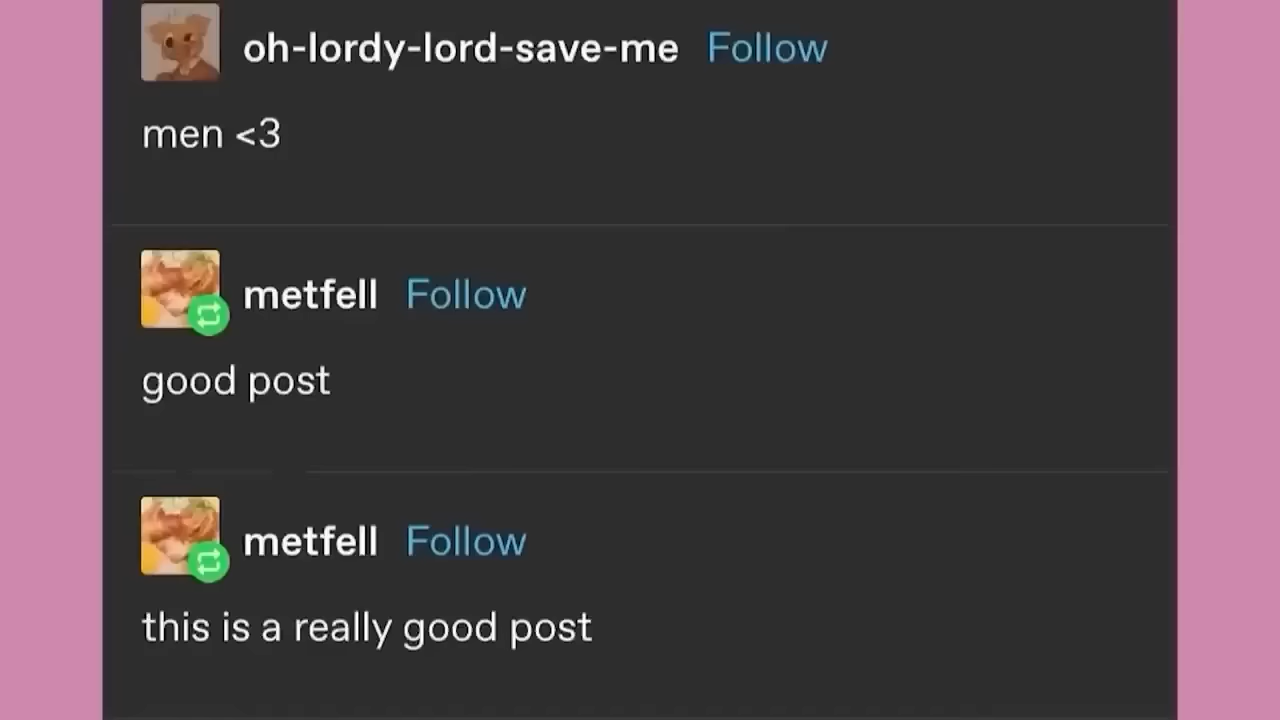 oh-lordy-lord-save-me Follow
men <3
metfell Follow
good post
metfell Follow
this is a really good post